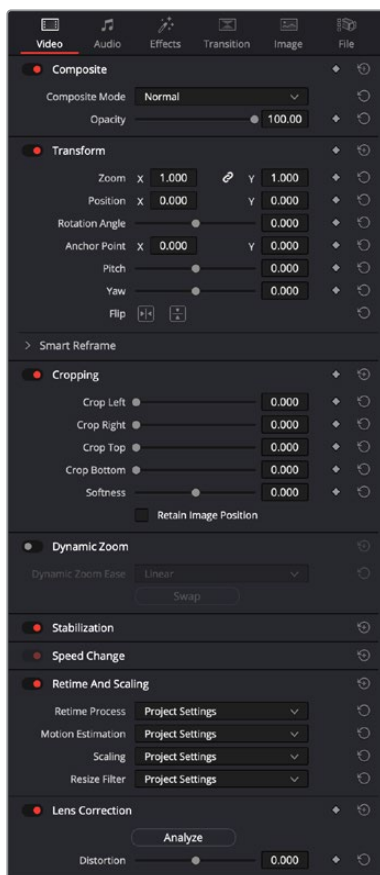 Video Audio Effects Transition Image File
Composite
Composite Mode Normal
Opacity 100.00
Transform
Zoom X 1.000 Y 1.000
Position X 0.000 Y 0.000
Rotation Angle 0.000
Anchor Point X 0.000 Y 0.000
Pitch 0.000
Yaw 0.000
Flip
> Smart Reframe
Cropping
Crop Left 0.000
Crop Right 0.000
Crop Top 0.000
Crop Bottom 0.000
Softness 0.000
Retain Image Position
Dynamic Zoom
Dynamic Zoom Ease Linear
Swap
Stabilization
Speed Change
Retime And Scaling
Retime Process Project Settings
Motion Estimation Project Settings
Scaling Project Settings
Resize Filter Project Settings
Lens Correction
Analyze
Distortion 0.000